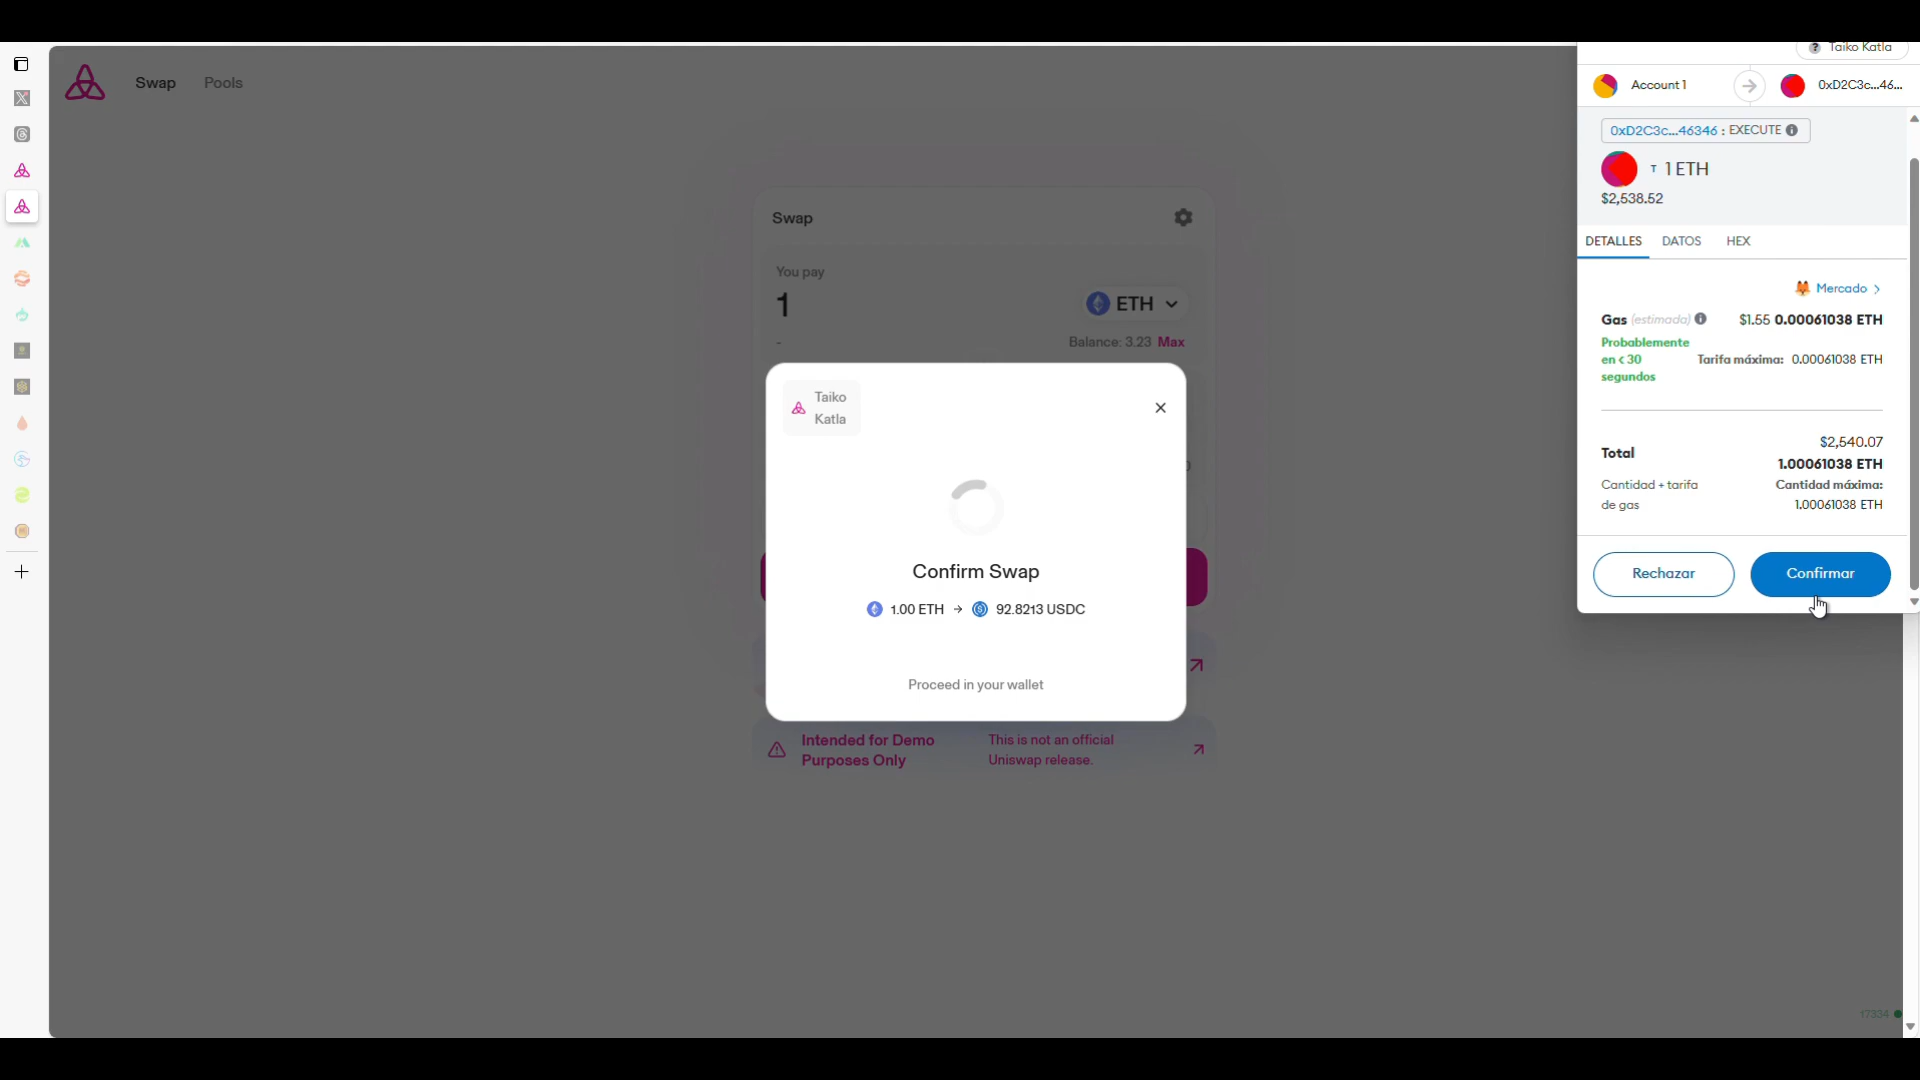 Swap
Pools
Swap
You pay
1
ETH
-
Balance: 3.23 Max
Taiko
Katla
Confirm Swap
1.00 ETH → 92.8213 USDC
Proceed in your wallet
Intended for Demo
Purposes Only
This is not an official
Uniswap release.
17334
Taiko Katla
Account 1
0xD2C3c...46...
0xD2C3c...46346 : EXECUTE
1 ETH
$2,538.52
DETALLES
DATOS
HEX
Mercado >
Gas (estimada)
$1.55 0.00061038 ETH
Probablemente
en < 30
segundos
Tarifa máxima: 0.00061038 ETH
$2,540.07
Total
1.00061038 ETH
Cantidad + tarifa
de gas
Cantidad máxima:
1.00061038 ETH
Rechazar
Confirmar